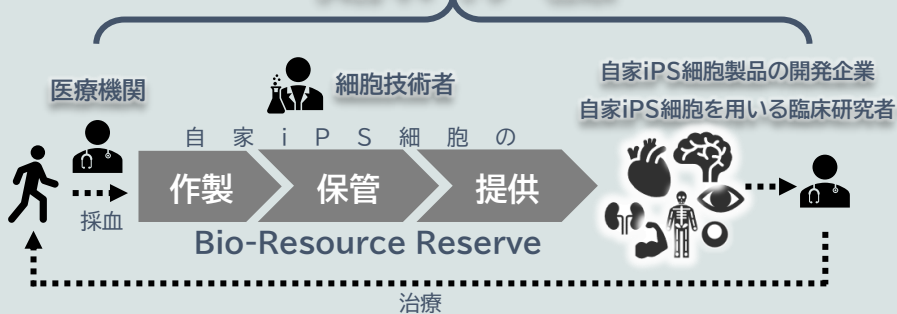 医療機関
細胞技術者
自家iPS細胞製品の開発企業
自家iPS細胞を用いる臨床研究者
自家iPS細胞の
作製
保管
提供
採血
Bio-Resource Reserve
治療